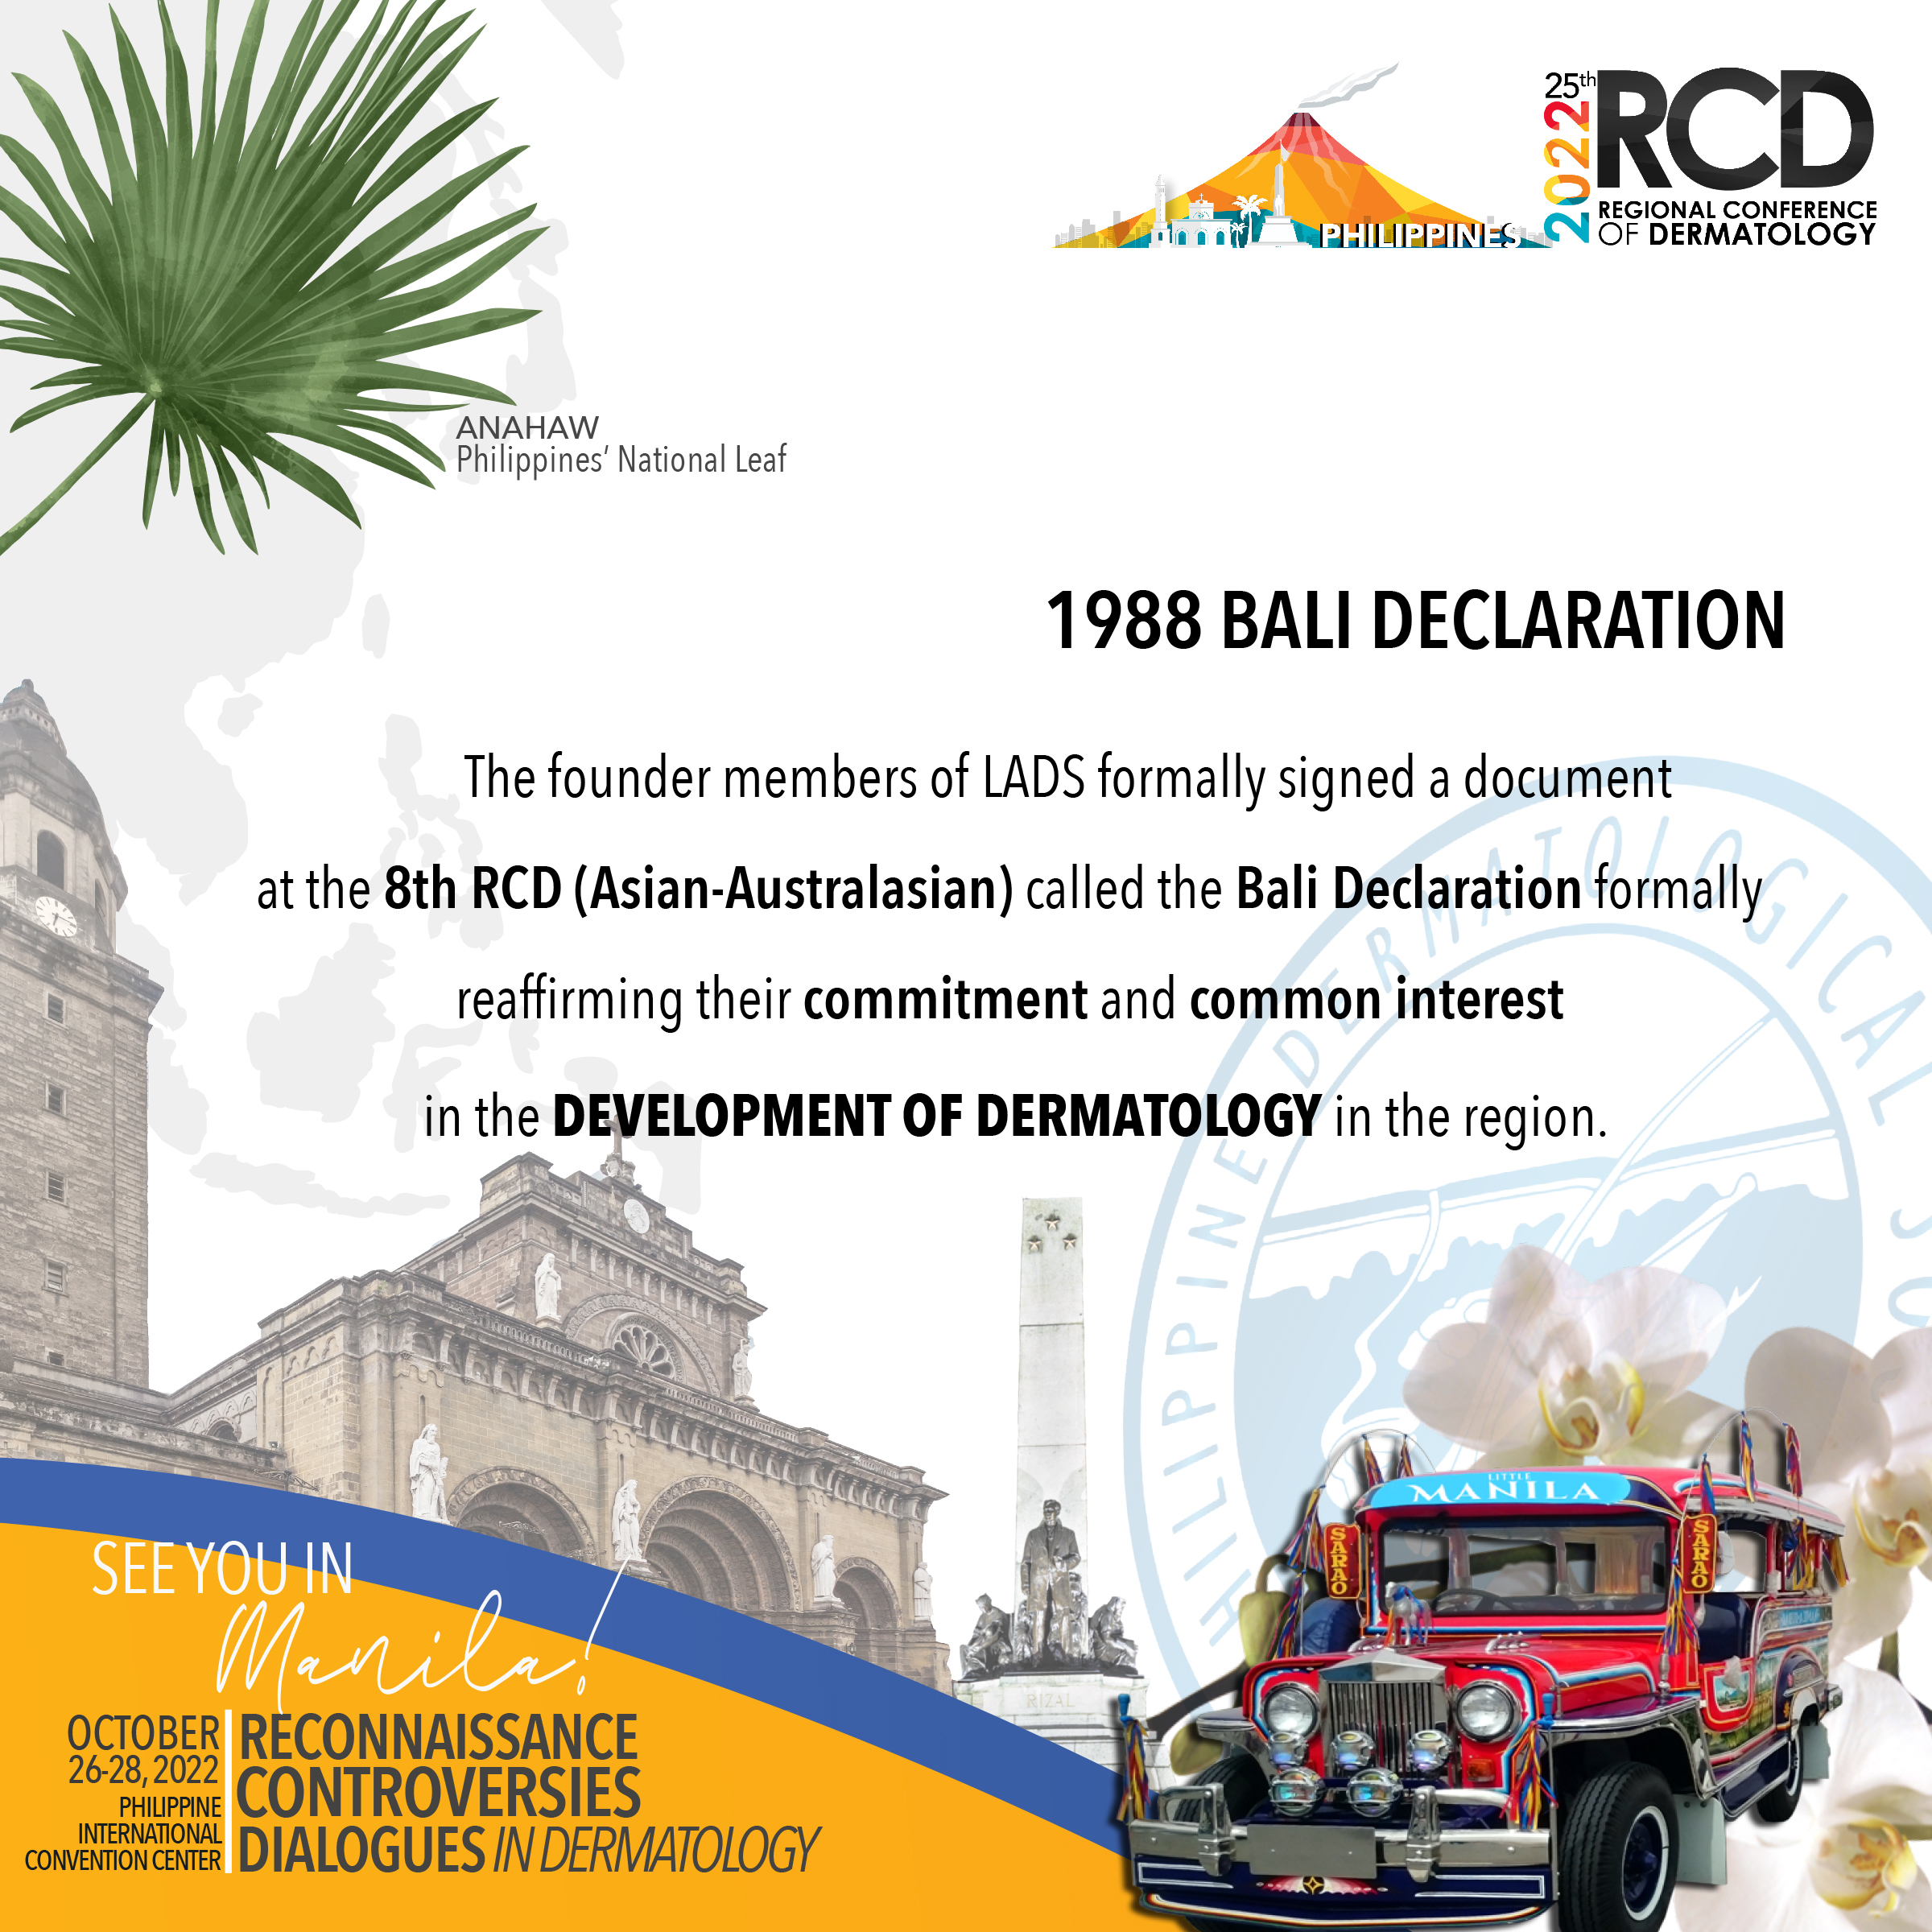 25th
2022
RCD
REGIONAL CONFERENCE
OF DERMATOLOGY
PHILIPPINES
ANAHAW
Philippines' National Leaf
1988 BALI DECLARATION
The founder members of LADS formally signed a document
at the 8th RCD (Asian-Australasian) called the Bali Declaration formally
reaffirming their commitment and common interest
in the DEVELOPMENT OF DERMATOLOGY in the region.
PHILIPPINE DERMATOLOGICAL
RIZAL
LITTLE
MANILA
SARAO
SARAO
SEE YOU IN
Manila!
OCTOBER
26-28, 2022
PHILIPPINE
INTERNATIONAL
CONVENTION CENTER
RECONNAISSANCE
CONTROVERSIES
DIALOGUES IN DERMATOLOGY